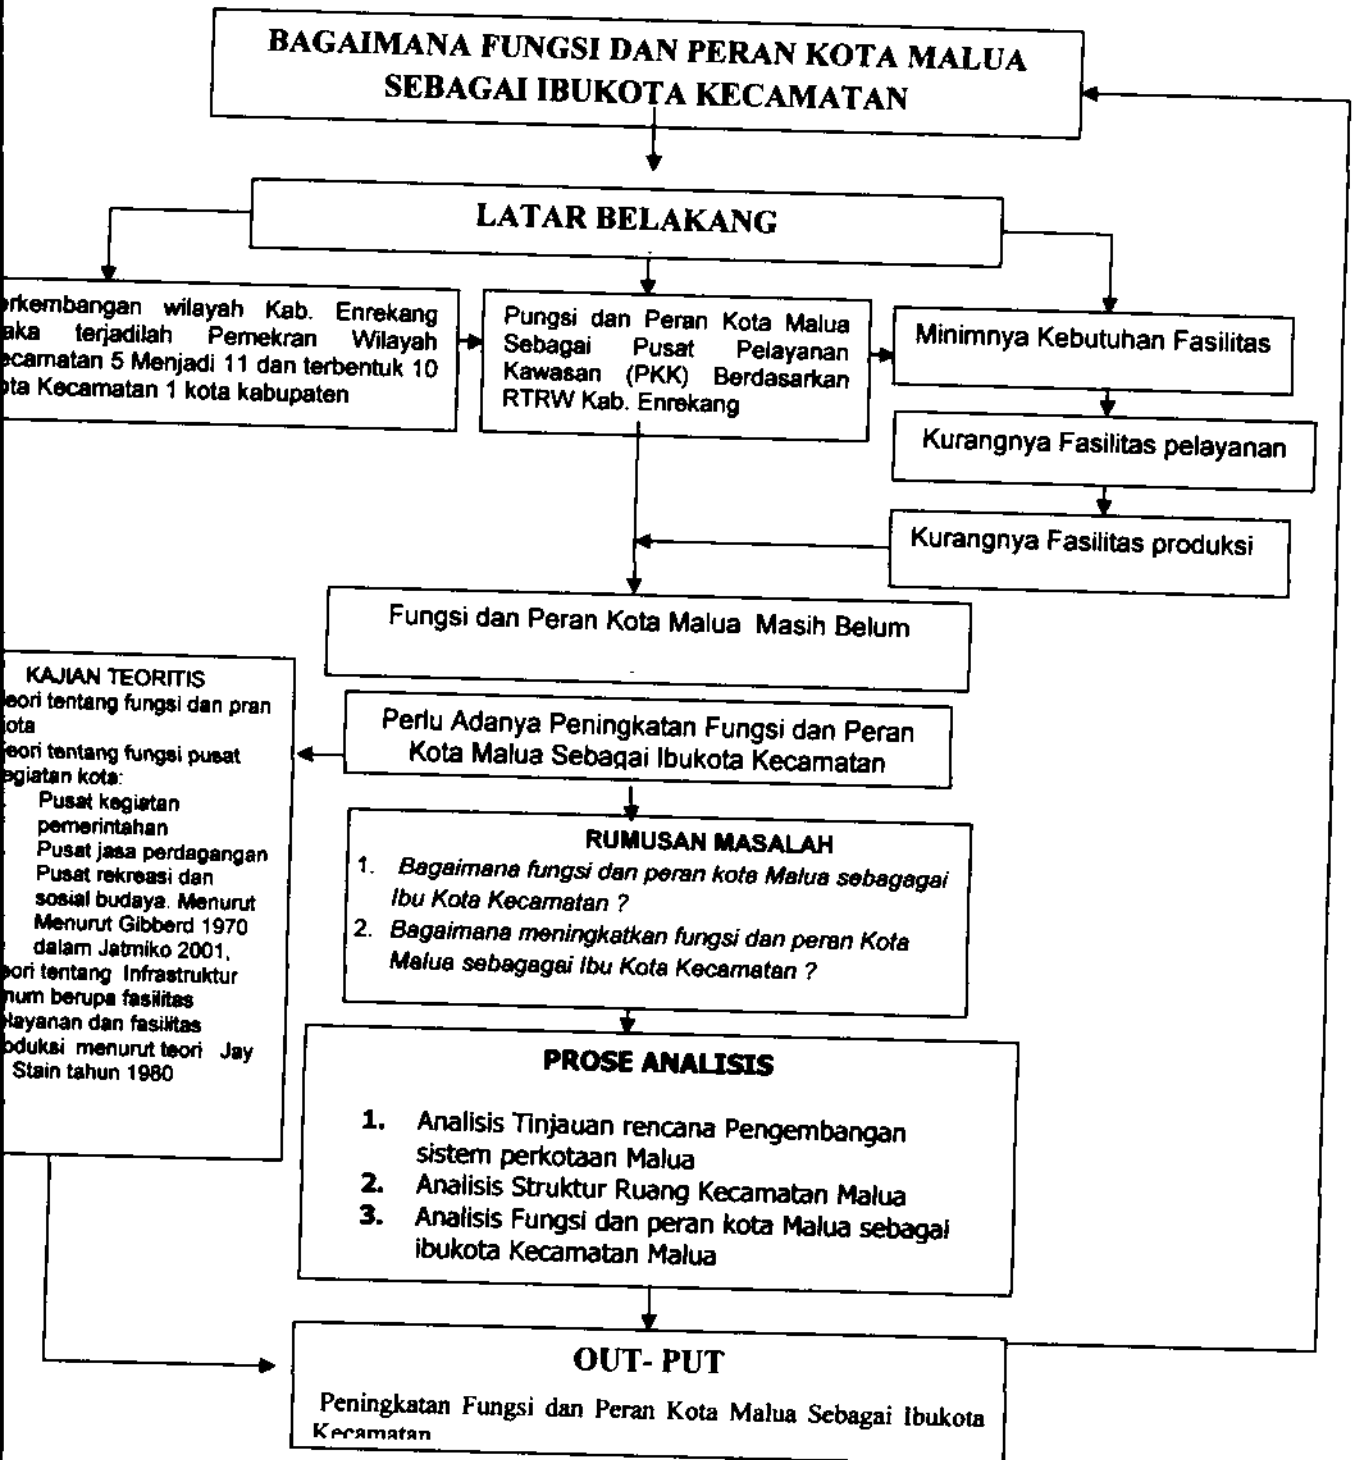 BAGAIMANA FUNGSI DAN PERAN KOTA MALUA
SEBAGAI IBUKOTA KECAMATAN
LATAR BELAKANG
erkembangan wilayah Kab. Enrekang
aka terjadilah Pemekran Wilayah
ecamatan 5 Menjadi 11 dan terbentuk 10
ota Kecamatan 1 kota kabupaten
Pungsi dan Peran Kota Malua
Sebagai Pusat Pelayanan
Kawasan (PKK) Berdasarkan
RTRW Kab. Enrekang
Minimnya Kebutuhan Fasilitas
Kurangnya Fasilitas pelayanan
Kurangnya Fasilitas produksi
Fungsi dan Peran Kota Malua Masih Belum
Perlu Adanya Peningkatan Fungsi dan Peran
Kota Malua Sebagai Ibukota Kecamatan
KAJIAN TEORITIS
eori tentang fungsi dan pran
ota
eori tentang fungsi pusat
egiatan kota:
Pusat kegiatan
pemerintahan
Pusat jasa perdagangan
Pusat rekreasi dan
sosial budaya. Menurut
Menurut Gibberd 1970
dalam Jatmiko 2001,
eori tentang Infrastruktur
num berupa fasilitas
elayanan dan fasilitas
oduksi menurut teori Jay
Stain tahun 1980
RUMUSAN MASALAH
1. Bagaimana fungsi dan peran kota Malua sebagagai
Ibu Kota Kecamatan ?
2. Bagaimana meningkatkan fungsi dan peran Kota
Malua sebagagai Ibu Kota Kecamatan ?
PROSE ANALISIS
1. Analisis Tinjauan rencana Pengembangan
sistem perkotaan Malua
2. Analisis Struktur Ruang Kecamatan Malua
3. Analisis Fungsi dan peran kota Malua sebagai
ibukota Kecamatan Malua
OUT- PUT
Peningkatan Fungsi dan Peran Kota Malua Sebagai Ibukota
Kecamatan